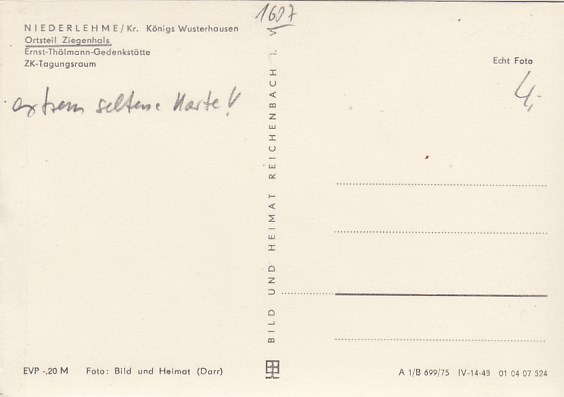 1607
NIEDERLEHME/Kr. Königs Wusterhausen
Ortsteil Ziegenhals
Ernst-Thälmann-Gedenkstätte
ZK-Tagungsraum
extrem seltene Karte!
Echt Foto
4,-
BILD UND HEIMAT REICHENBACH I. V.
EVP -,20 M Foto: Bild und Heimat (Darr)
A 1/B 699/75 IV-14-48 01 04 07 524